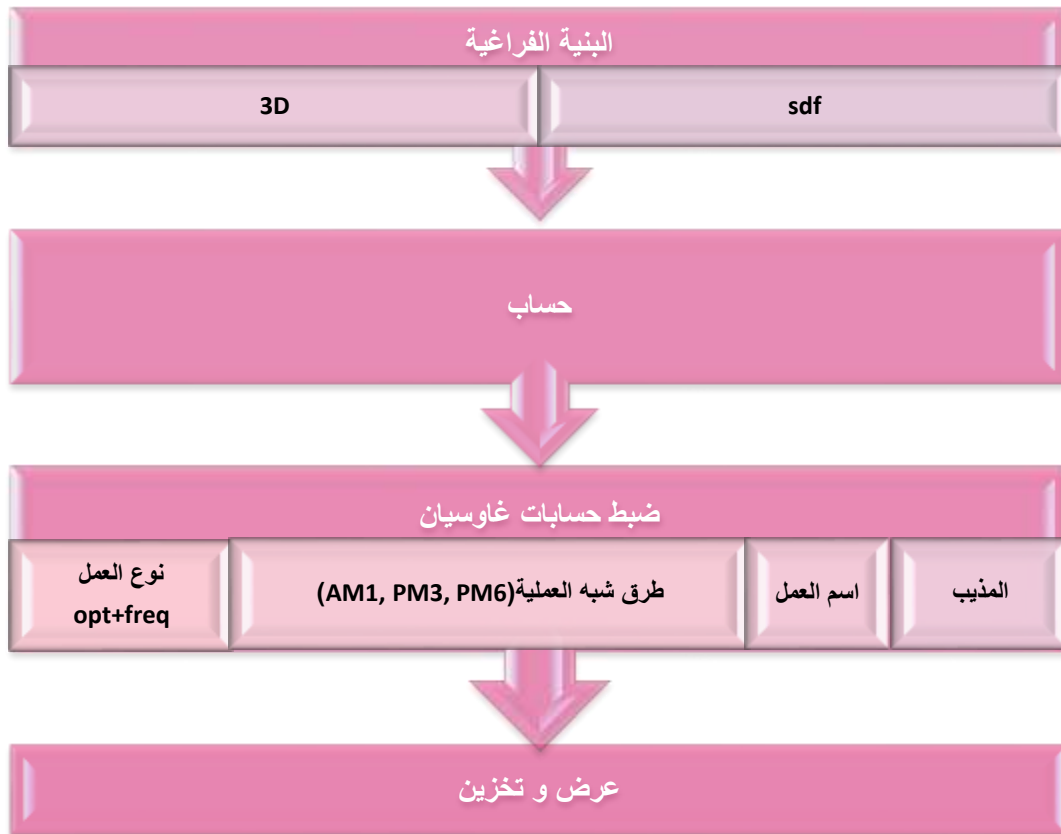 البنية الفراغية
sdf
3D
حساب
ضبط حسابات غاوسيان
المذيب
اسم العمل
طرق شبه العملية(AM1, PM3, PM6)
نوع العمل
opt+freq
عرض و تخزين